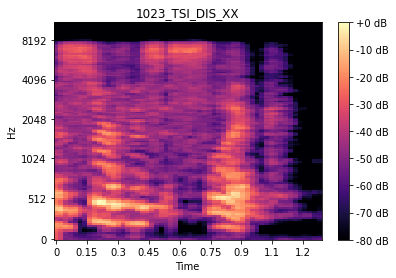 1023_TSI_DIS_XX
8192
4096
2048
1024
512
0
Hz
0 0.15 0.3 0.45 0.6 0.75 0.9 1.1 1.2
Time
+0 dB
-10 dB
-20 dB
-30 dB
-40 dB
-50 dB
-60 dB
-70 dB
-80 dB